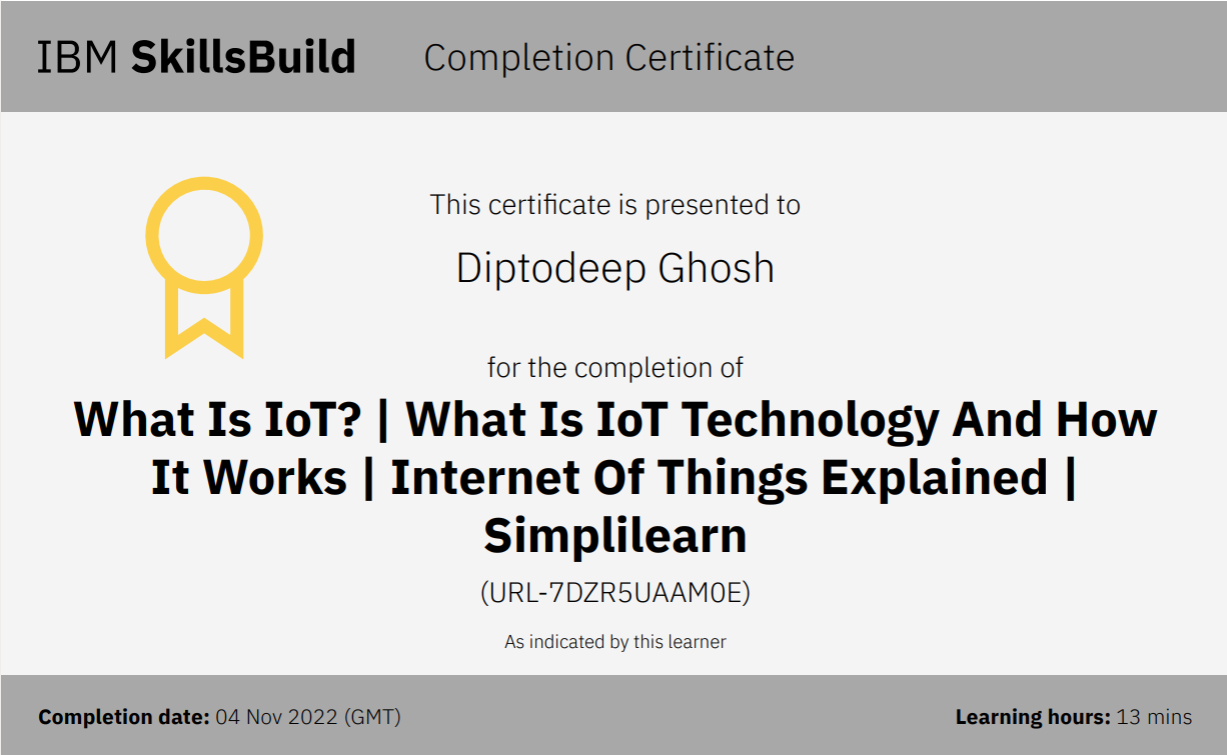 IBM SkillsBuild Completion Certificate
This certificate is presented to
Diptodeep Ghosh
for the completion of
What Is IoT? | What Is IoT Technology And How
It Works | Internet Of Things Explained |
Simplilearn
(URL-7DZR5UAAM0E)
As indicated by this learner
Completion date: 04 Nov 2022 (GMT) Learning hours: 13 mins